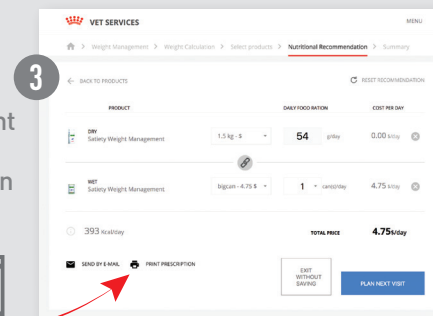 VET SERVICES
MENU
Weight Management > Weight Calculation > Select products > Nutritional Recommendation > Summary
3
← BACK TO PRODUCTS
RESET RECOMMENDATION
PRODUCT
DAILY FOOD RATION
COST PER DAY
nt
DRY
Satiety Weight Management
1.5 kg - $
54
g/day
0.00 $/day
n
WET
Satiety Weight Management
bigcan - 4.75 $
1
can(s)/day
4.75 $/day
393 Kcal/day
TOTAL PRICE
4.75$/day
SEND BY E-MAIL
PRINT PRESCRIPTION
EXIT
WITHOUT
SAVING
PLAN NEXT VISIT